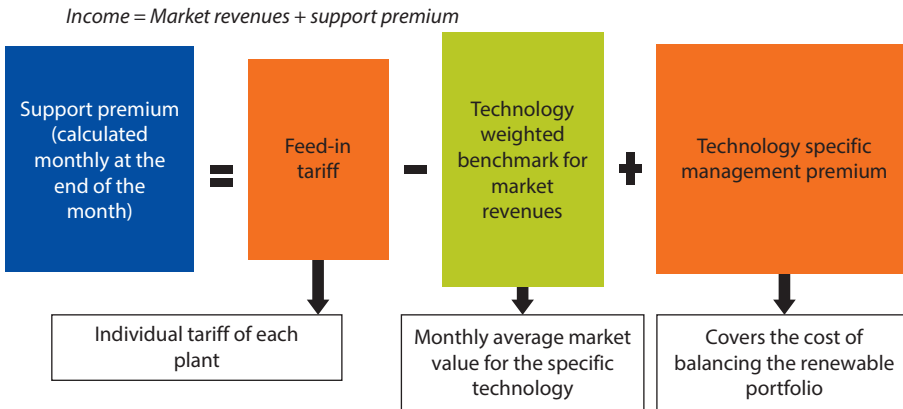 Income = Market revenues + support premium
Support premium
(calculated
monthly at the
end of the
month)
=
Feed-in
tariff
-
Technology
weighted
benchmark for
market
revenues
+
Technology specific
management premium
Individual tariff of each
plant
Monthly average market
value for the specific
technology
Covers the cost of
balancing the renewable
portfolio